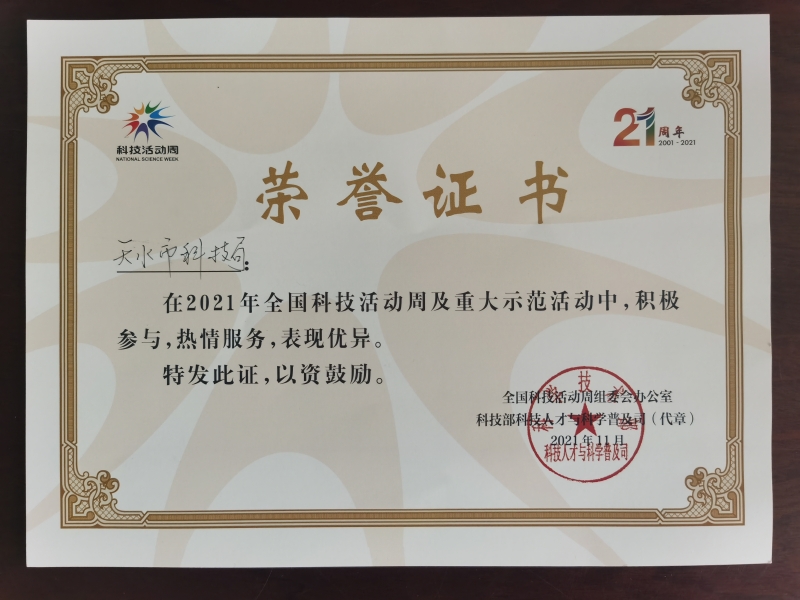 科技活动周
NATIONAL SCIENCE WEEK
21周年
2001-2021
荣誉证书
天水市科技局：
在2021年全国科技活动周及重大示范活动中，积极
参与，热情服务，表现优异。
特发此证，以资鼓励。
全国科技活动周组委会办公室
科技部科技人才与科学普及司（代章）
2021年11月
科学技术部
科技人才与科学普及司